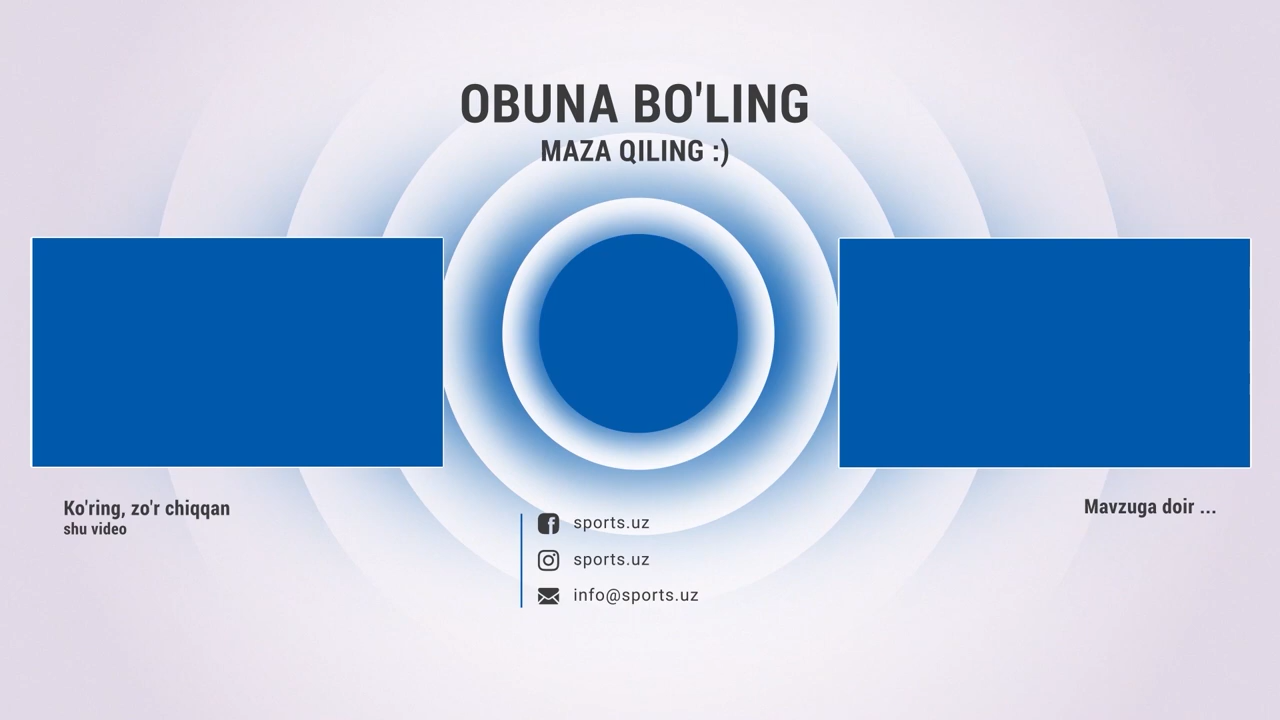 OBUNA BO'LING
MAZA QILING :)
Ko'ring, zo'r chiqqan
shu video
Mavzuga doir ...
sports.uz
sports.uz
info@sports.uz